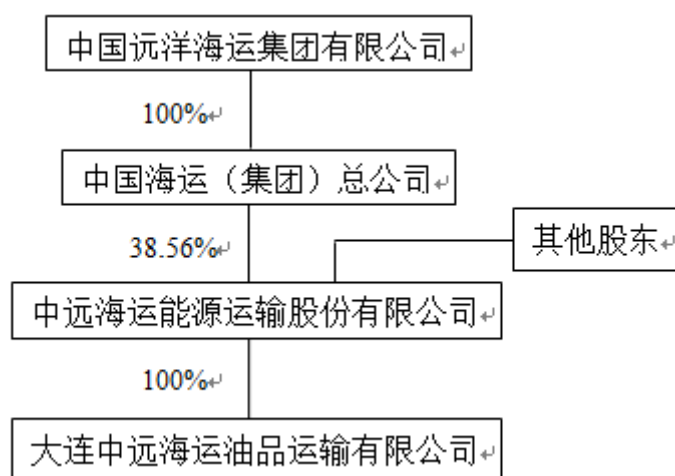 中国远洋海运集团有限公司↵
100%↵
中国海运（集团）总公司↵
38.56%↵
其他股东↵
中远海运能源运输股份有限公司↵
100%↵
大连中远海运油品运输有限公司↵